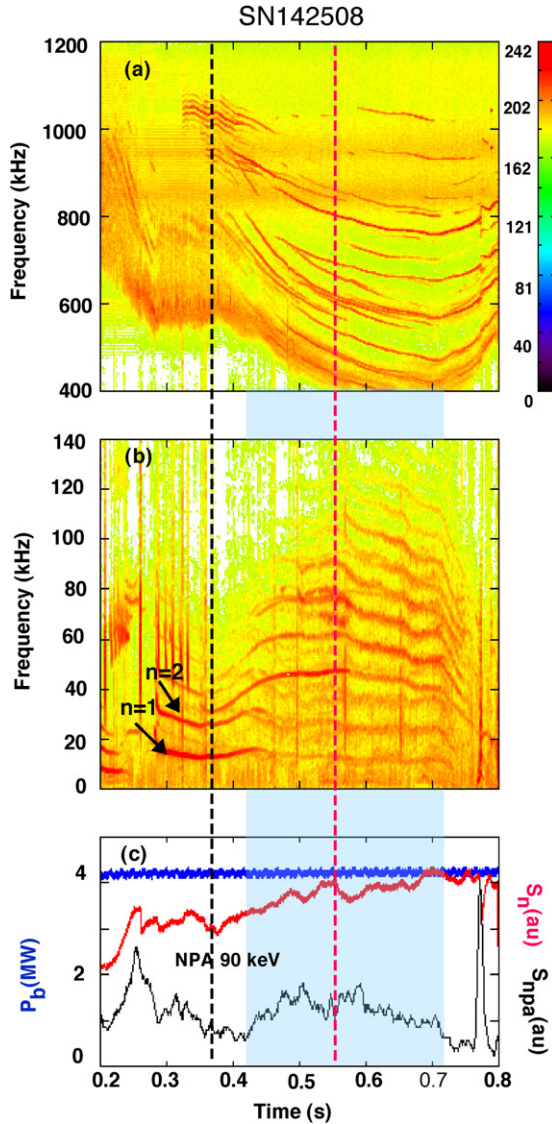 SN142508
(a)
1200
1000
800
600
400
Frequency (kHz)
242
202
162
121
81
40
0
(b)
140
120
100
80
60
40
20
0
Frequency (kHz)
n=2
n=1
(c)
4
2
0
P_b(MW)
S_n(au)
S_npa(au)
NPA 90 keV
0.2 0.3 0.4 0.5 0.6 0.7 0.8
Time (s)